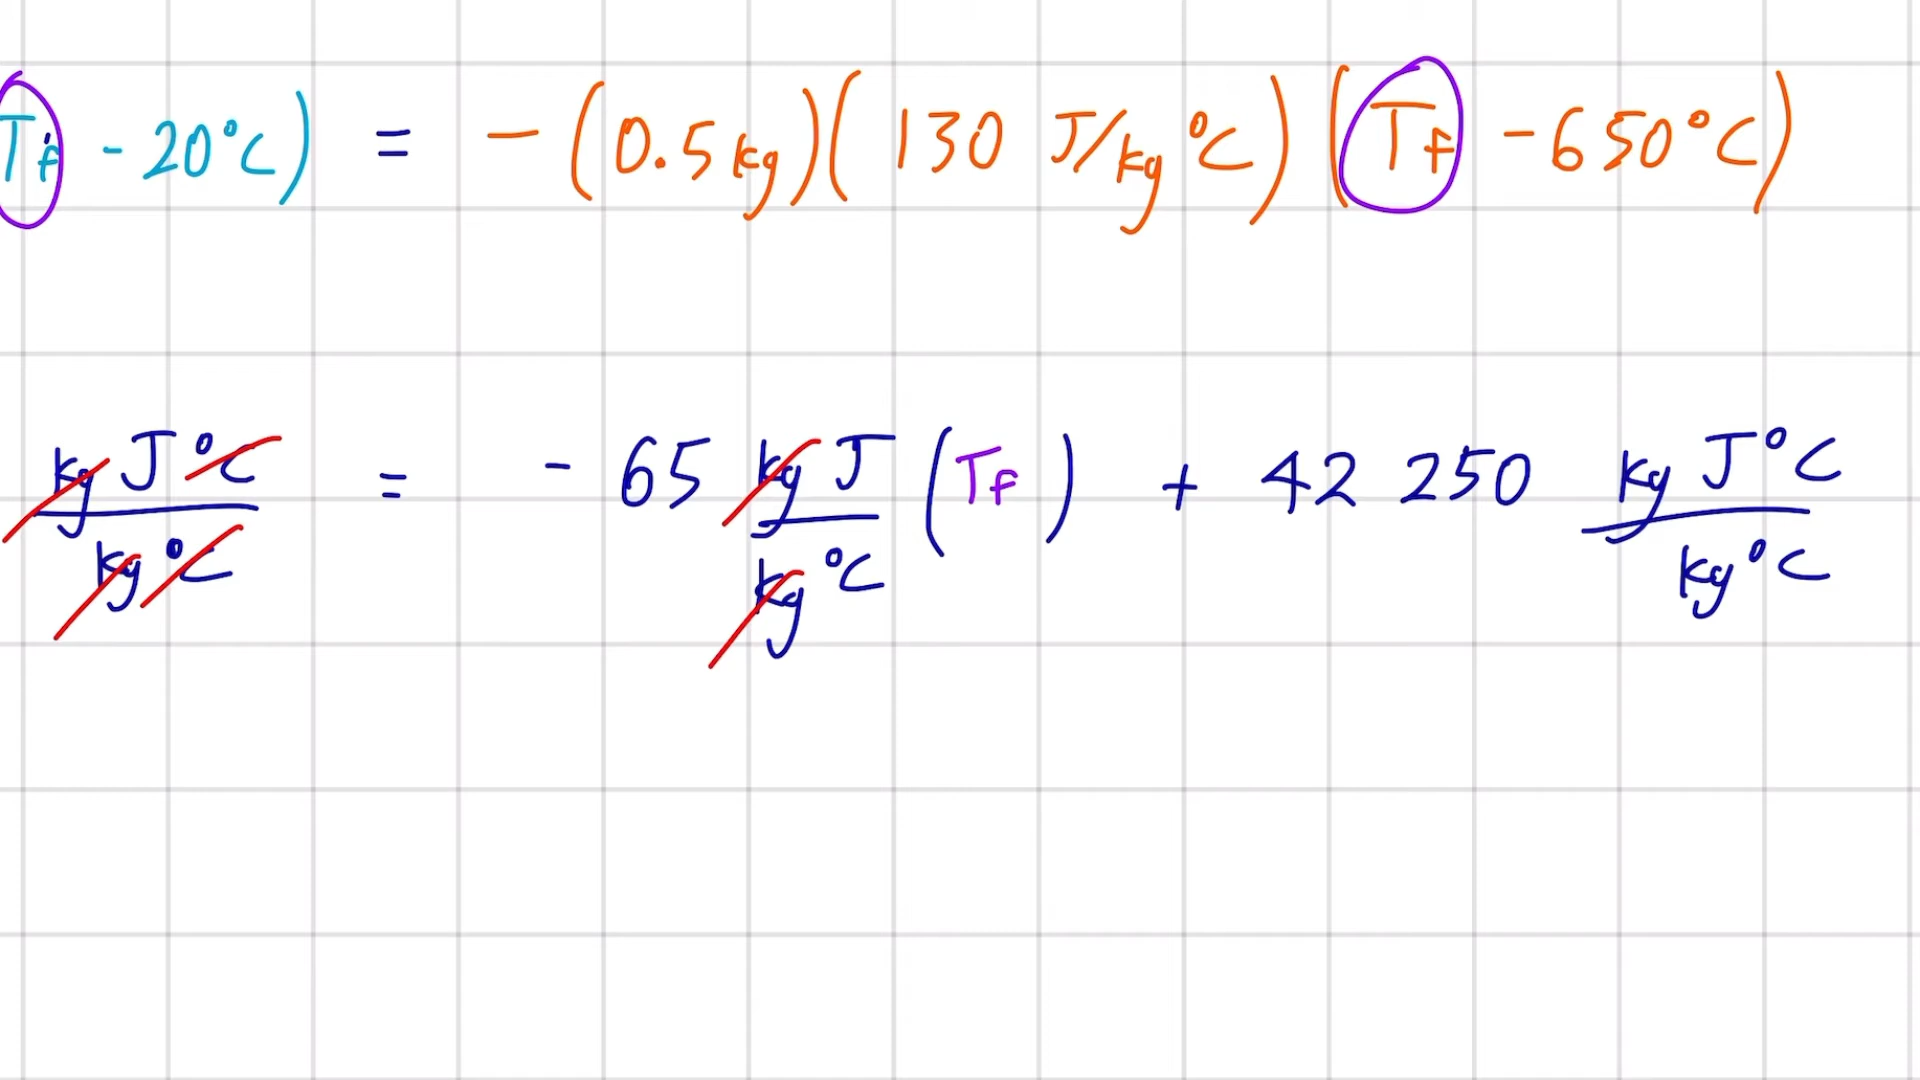 Tf - 20°C) = - (0.5 kg)(130 J/kg°C)(Tf - 650°C)
kg J°C = - 65 kg J (Tf) + 42 250 kg J°C
kg°C kg°C kg°C